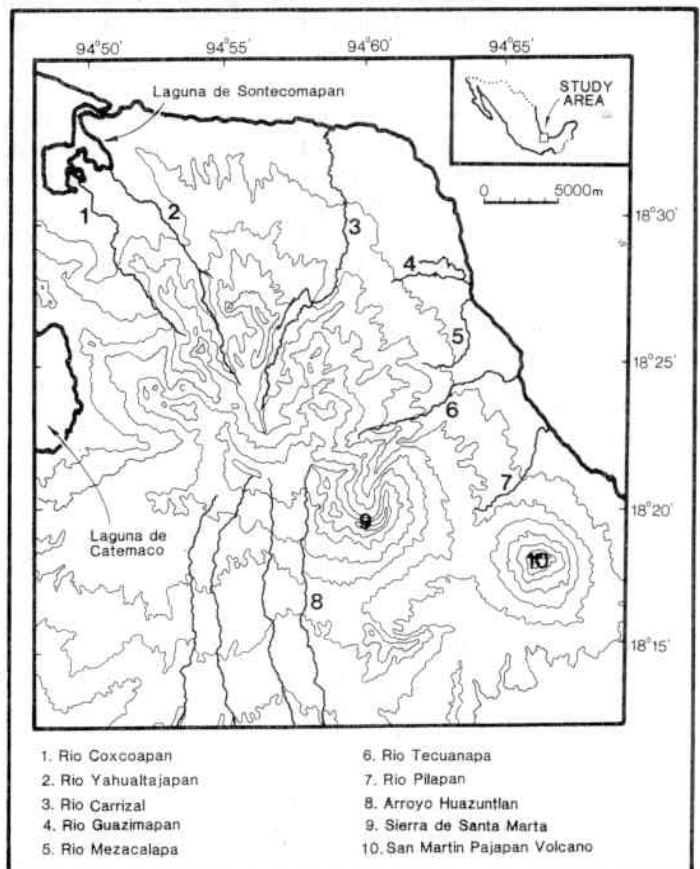 94°50' 94°55' 94°60' 94°65'
Laguna de Sontecomapan
STUDY
AREA
0 5000m
18°30'
18°25'
18°20'
18°15'
1
2
3
4
5
6
7
8
9
10
Laguna de
Catemaco
1. Rio Coxcoapan
2. Rio Yahualtajapan
3. Rio Carrizal
4. Rio Guazimapan
5. Rio Mezacalapa
6. Rio Tecuanapa
7. Rio Pilapan
8. Arroyo Huazuntlan
9. Sierra de Santa Marta
10. San Martin Pajapan Volcano